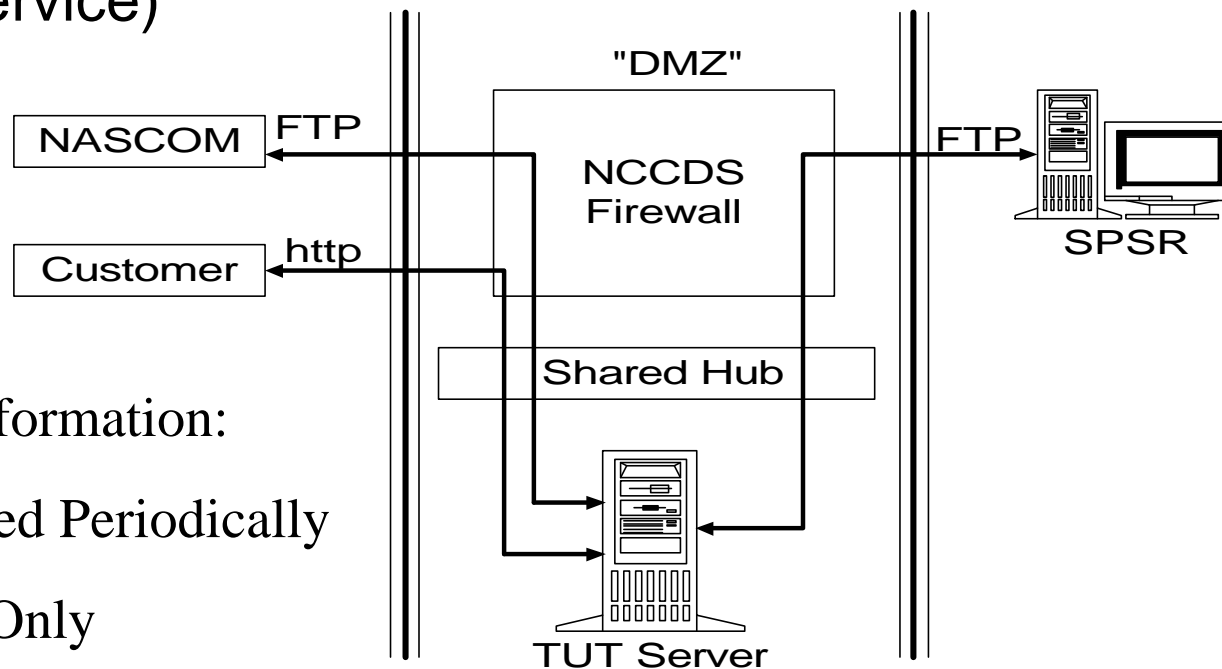 ervice)
"DMZ"
NASCOM
FTP
FTP
NCCDS
Firewall
SPSR
Customer
http
Shared Hub
formation:
ed Periodically
Only
TUT Server